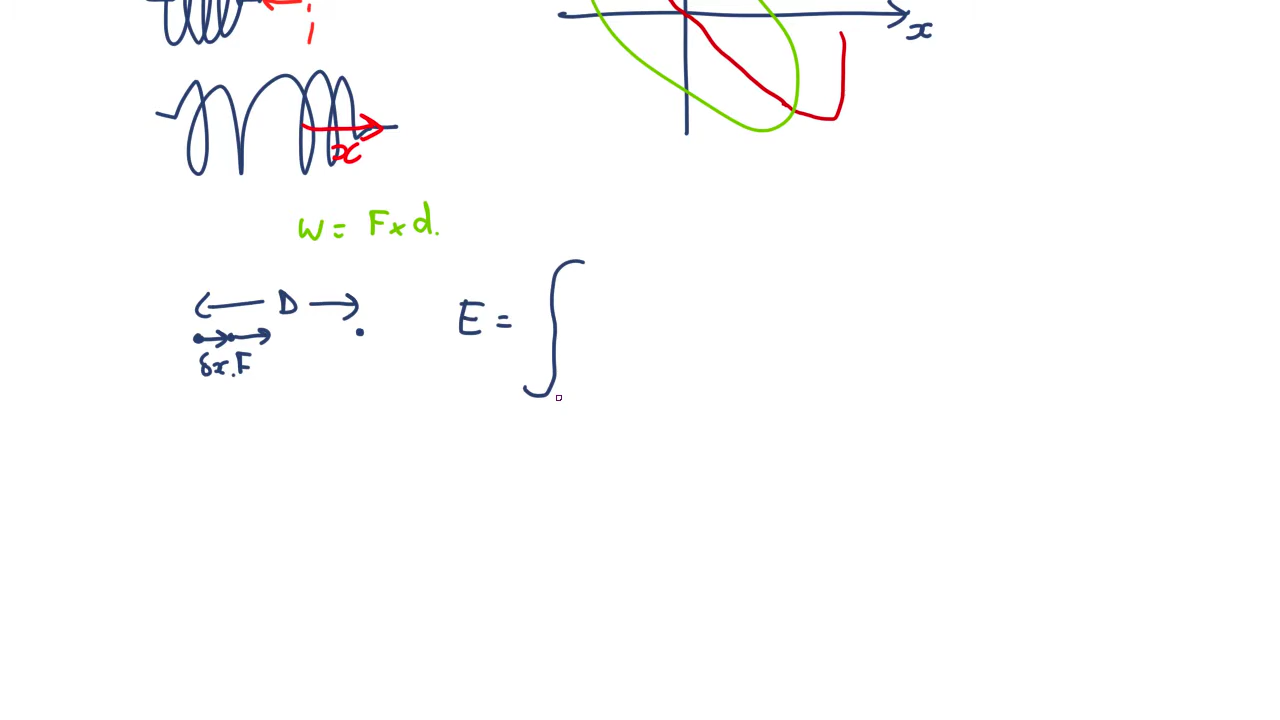 x
x
W = F x d.
D
δx.F
E = ∫